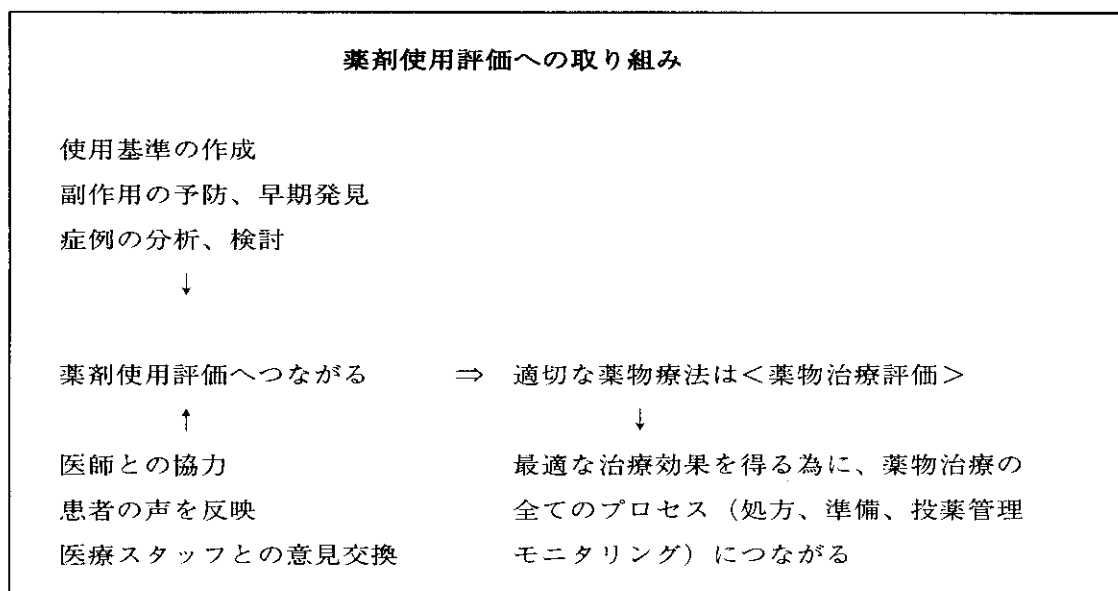 薬剤使用評価への取り組み
使用基準の作成
副作用の予防、早期発見
症例の分析、検討
↓
薬剤使用評価へつながる ⇒ 適切な薬物療法は<薬物治療評価>
↑ ↓
医師との協力 最適な治療効果を得る為に、薬物治療の
患者の声を反映 全てのプロセス（処方、準備、投薬管理
医療スタッフとの意見交換 モニタリング）につながる